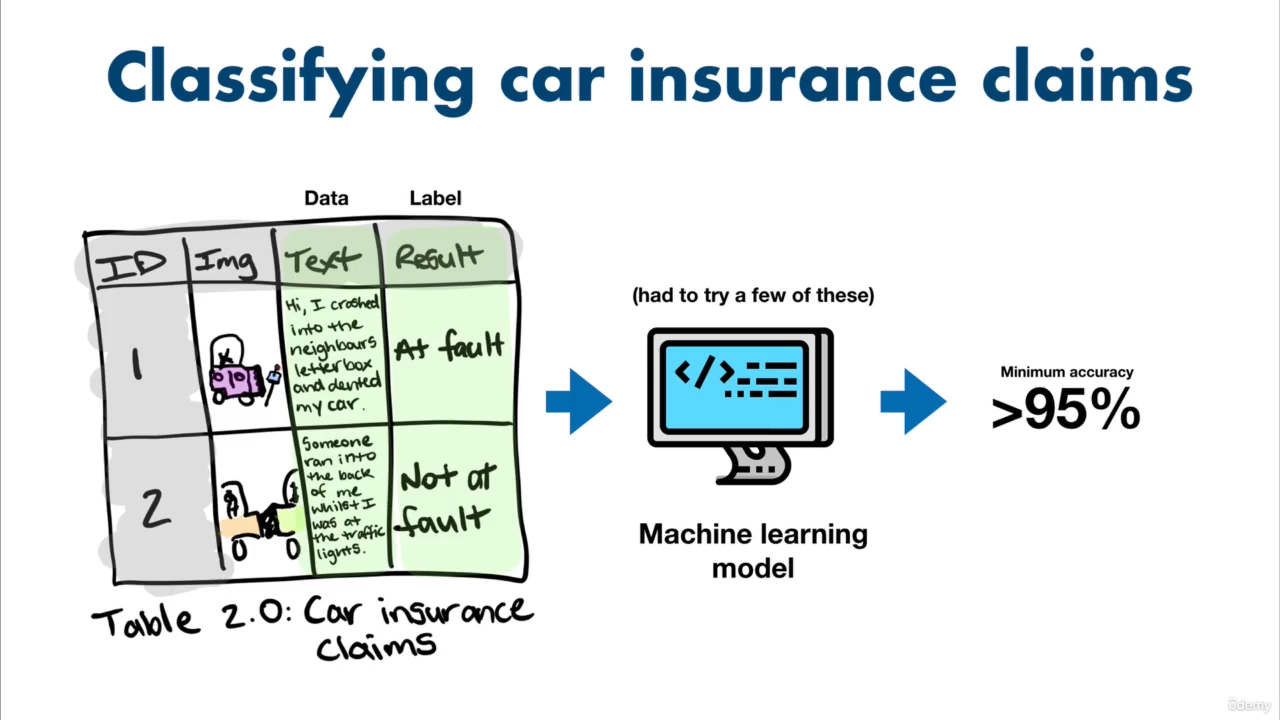 Classifying car insurance claims
Data
Label
ID
Img
Text
Result
1
Hi, I crashed
into the
neighbours
letterbox
and dented
my car.
At fault
2
Someone
ran into
the back
of me
whilst I
was at
the traffic
lights.
Not at
fault
Table 2.0: Car insurance
claims
(had to try a few of these)
</>
Machine learning
model
Minimum accuracy
>95%
ûdemy